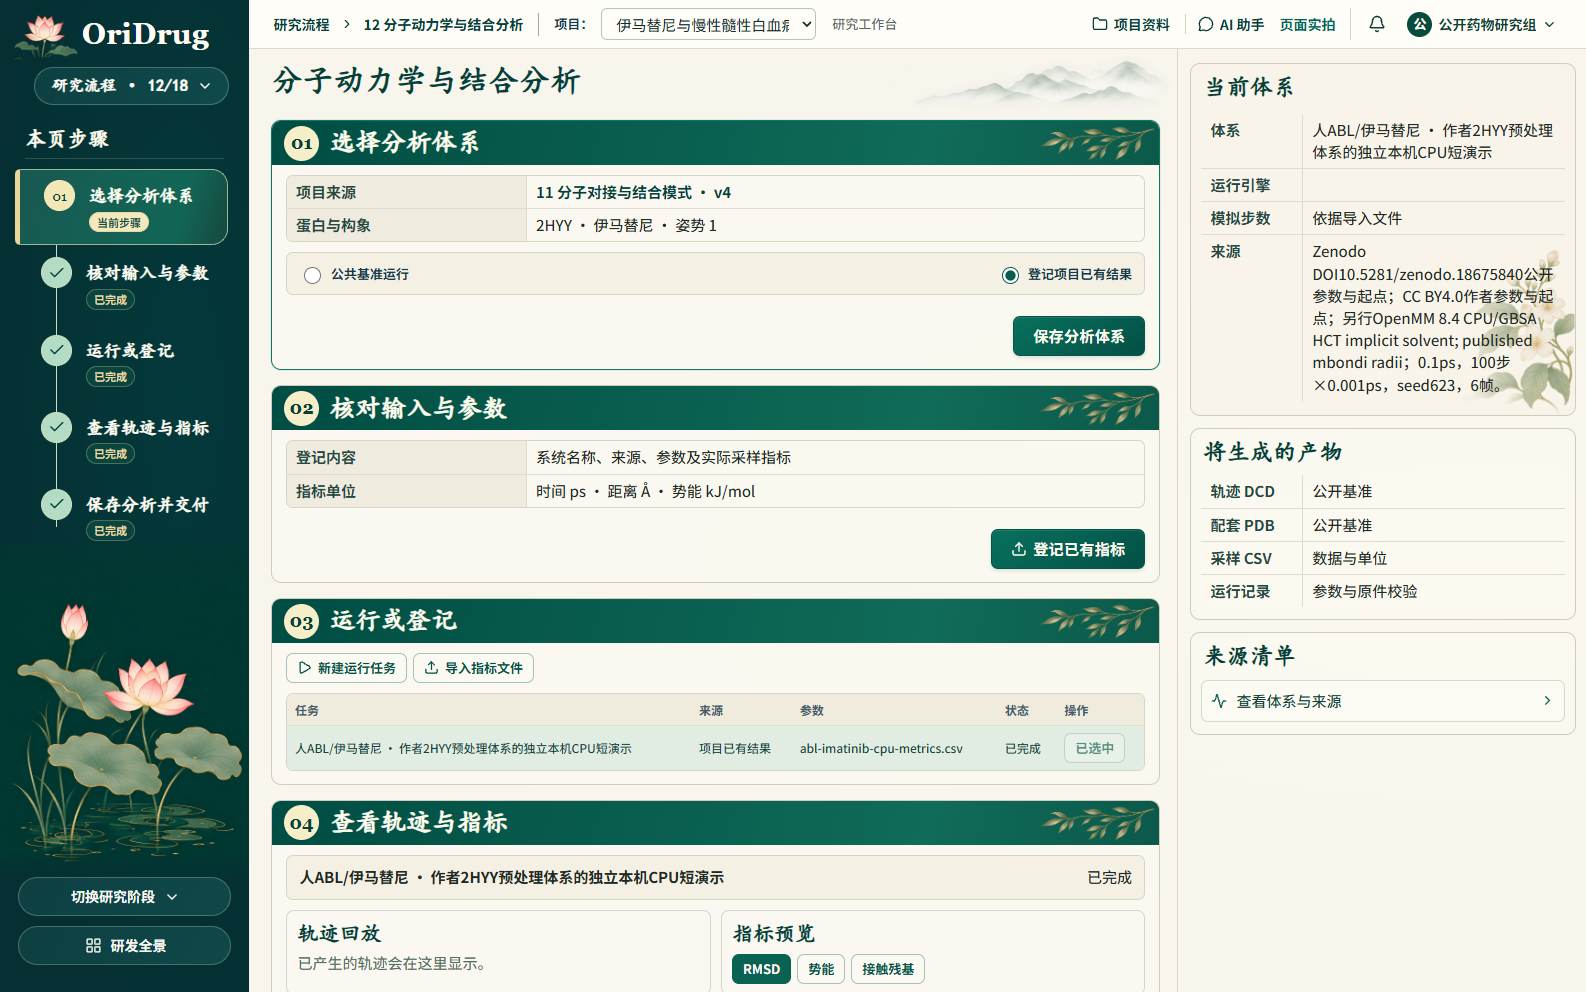 OriDrug
研究流程 • 12/18
本页步骤
01 选择分析体系
当前步骤
核对输入与参数
已完成
运行或登记
已完成
查看轨迹与指标
已完成
保存分析并交付
已完成
切换研究阶段
研发全景
研究流程 > 12 分子动力学与结合分析
项目：
伊马替尼与慢性髓性白血病
研究工作台
项目资料
AI 助手
页面实拍
公 公开药物研究组
分子动力学与结合分析
01 选择分析体系
项目来源 11 分子对接与结合模式 • v4
蛋白与构象 2HYY • 伊马替尼 • 姿势 1
公共基准运行
登记项目已有结果
保存分析体系
02 核对输入与参数
登记内容 系统名称、来源、参数及实际采样指标
指标单位 时间 ps • 距离 Å • 势能 kJ/mol
登记已有指标
03 运行或登记
新建运行任务
导入指标文件
任务 来源 参数 状态 操作
人ABL/伊马替尼 • 作者2HYY预处理体系的独立本机CPU短演示 项目已有结果 abl-imatinib-cpu-metrics.csv 已完成 已选中
04 查看轨迹与指标
人ABL/伊马替尼 • 作者2HYY预处理体系的独立本机CPU短演示 已完成
轨迹回放
已产生的轨迹会在这里显示。
指标预览
RMSD 势能 接触残基
当前体系
体系 人ABL/伊马替尼 • 作者2HYY预处理
体系的独立本机CPU短演示
运行引擎
模拟步数 依据导入文件
来源 Zenodo
DOI10.5281/zenodo.18675840公开
参数与起点；CC BY4.0作者参数与起
点；另行OpenMM 8.4 CPU/GBSA
HCT implicit solvent; published
mbondi radii；0.1ps，100步
×0.001ps，seed623，6帧。
将生成的产物
轨迹 DCD 公开基准
配套 PDB 公开基准
采样 CSV 数据与单位
运行记录 参数与原件校验
来源清单
查看体系与来源